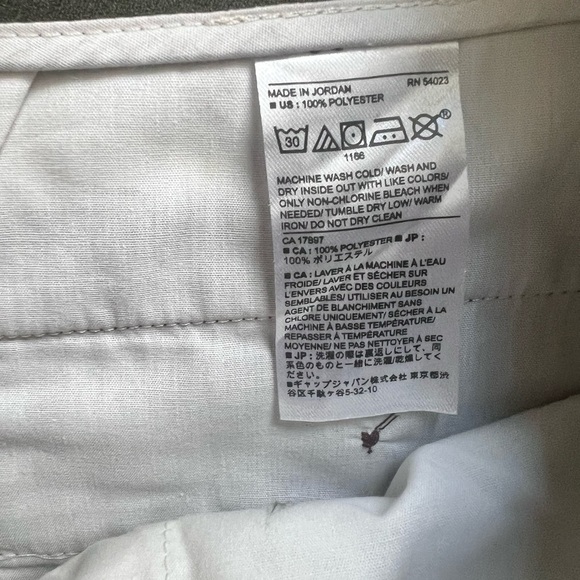 MADE IN JORDAM RN 54023
■ US : 100% POLYESTER
30
1166
MACHINE WASH COLD/ WASH AND
DRY INSIDE OUT WITH LIKE COLORS/
ONLY NON-CHLORINE BLEACH WHEN
NEEDED/ TUMBLE DRY LOW/ WARM
IRON/ DO NOT DRY CLEAN
CA 17897
■ CA : 100% POLYESTER ■ JP :
100% ポリエステル
■ CA : LAVER À LA MACHINE À L'EAU
FROIDE/ LAVER ET SÉCHER SUR
L'ENVERS AVEC DES COULEURS
SEMBLABLES/ UTILISER AU BESOIN UN
AGENT DE BLANCHIMENT SANS
CHLORE UNIQUEMENT/ SÉCHER À LA
MACHINE À BASSE TEMPÉRATURE/
REPASSER À TEMPÉRATURE
MOYENNE/ NE PAS NETTOYER À SEC
■ JP : 洗濯の際は裏返しにして、同
系色のものと一緒に洗濯/乾燥してく
ださい
■ギャップジャパン株式会社 東京都渋
谷区千駄ヶ谷5-32-10